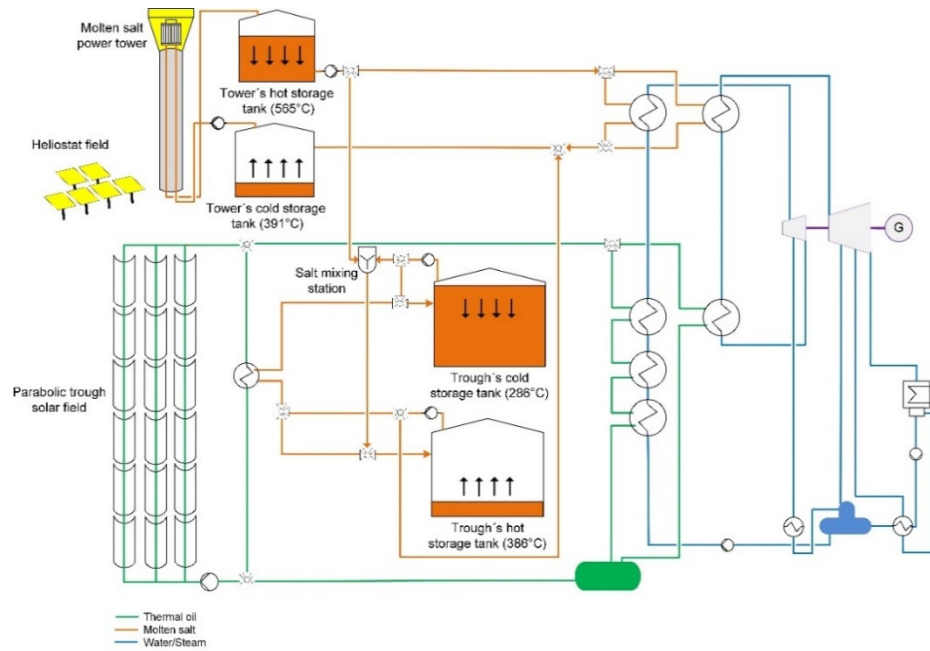 Molten salt
power tower
Tower´s hot storage
tank (565°C)
Heliostat field
Tower´s cold storage
tank (391°C)
G
Salt mixing
station
Trough´s cold
storage tank (286°C)
Parabolic trough
solar field
Trough´s hot
storage tank (386°C)
Thermal oil
Molten salt
Water/Steam